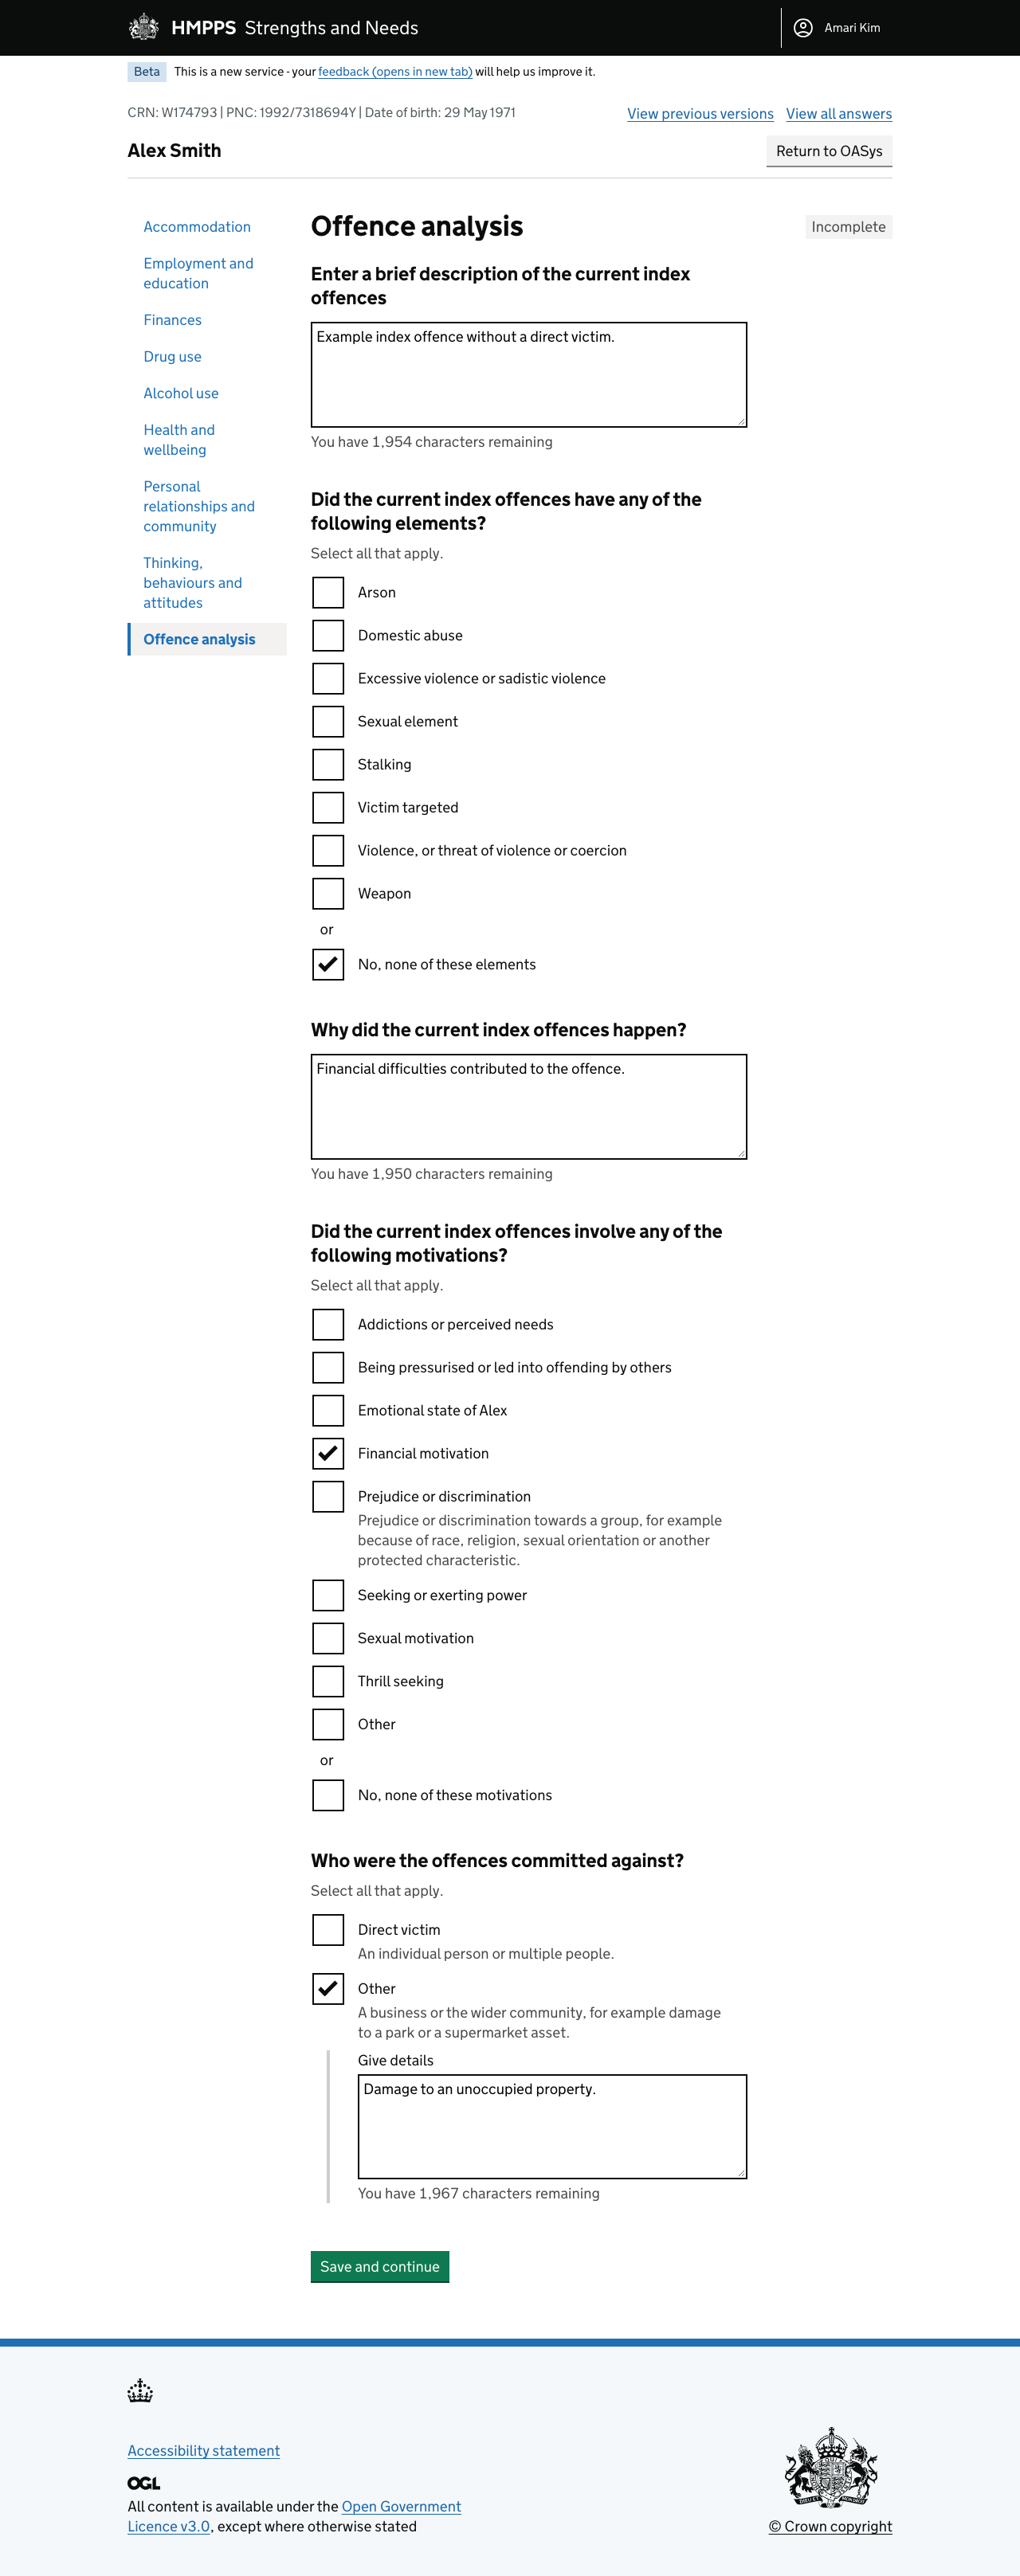 HMPPS Strengths and Needs
Amari Kim
Beta This is a new service - your feedback (opens in new tab) will help us improve it.
CRN: W174793 | PNC: 1992/7318694Y | Date of birth: 29 May 1971
View previous versions View all answers
Alex Smith
Return to OASys
Accommodation
Employment and
education
Finances
Drug use
Alcohol use
Health and
wellbeing
Personal
relationships and
community
Thinking,
behaviours and
attitudes
Offence analysis
Offence analysis
Incomplete
Enter a brief description of the current index
offences
Example index offence without a direct victim.
You have 1,954 characters remaining
Did the current index offences have any of the
following elements?
Select all that apply.
Arson
Domestic abuse
Excessive violence or sadistic violence
Sexual element
Stalking
Victim targeted
Violence, or threat of violence or coercion
Weapon
or
No, none of these elements
Why did the current index offences happen?
Financial difficulties contributed to the offence.
You have 1,950 characters remaining
Did the current index offences involve any of the
following motivations?
Select all that apply.
Addictions or perceived needs
Being pressurised or led into offending by others
Emotional state of Alex
Financial motivation
Prejudice or discrimination
Prejudice or discrimination towards a group, for example
because of race, religion, sexual orientation or another
protected characteristic.
Seeking or exerting power
Sexual motivation
Thrill seeking
Other
or
No, none of these motivations
Who were the offences committed against?
Select all that apply.
Direct victim
An individual person or multiple people.
Other
A business or the wider community, for example damage
to a park or a supermarket asset.
Give details
Damage to an unoccupied property.
You have 1,967 characters remaining
Save and continue
Accessibility statement
OGL
All content is available under the Open Government
Licence v3.0, except where otherwise stated
© Crown copyright